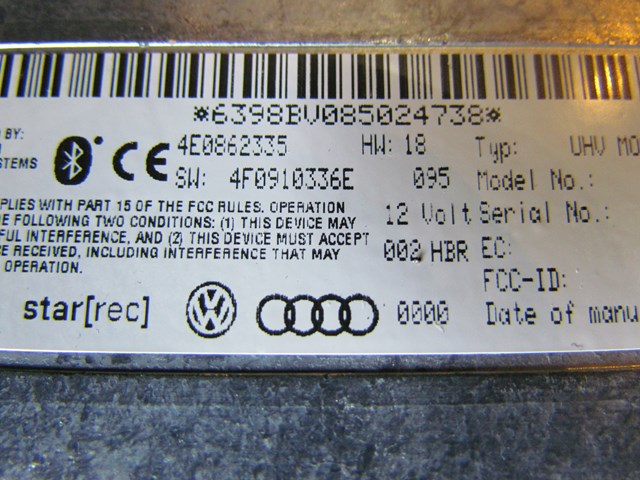 *6398BV085024738*
BY:
4E0862335 HW: 18 Typ: UHV MO
STEMS
SW: 4F0910336E 095 Model No.:
PLIES WITH PART 15 OF THE FCC RULES. OPERATION
E FOLLOWING TWO CONDITIONS: (1) THIS DEVICE MAY
12 Volt Serial No.:
FUL INTERFERENCE, AND (2) THIS DEVICE MUST ACCEPT
CE RECEIVED, INCLUDING INTERFERENCE THAT MAY
002 HBR EC:
OPERATION.
FCC-ID:
star[rec] 0000 Date of manu